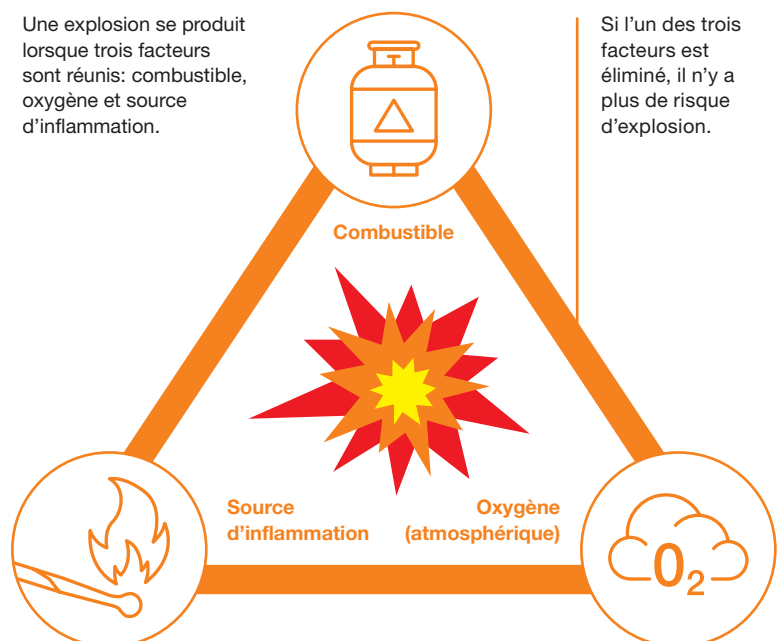 Une explosion se produit
lorsque trois facteurs
sont réunis: combustible,
oxygène et source
d’inflammation.
Si l’un des trois
facteurs est
éliminé, il n’y a
plus de risque
d’explosion.
Combustible
Source
d’inflammation
Oxygène
(atmosphérique)
O₂